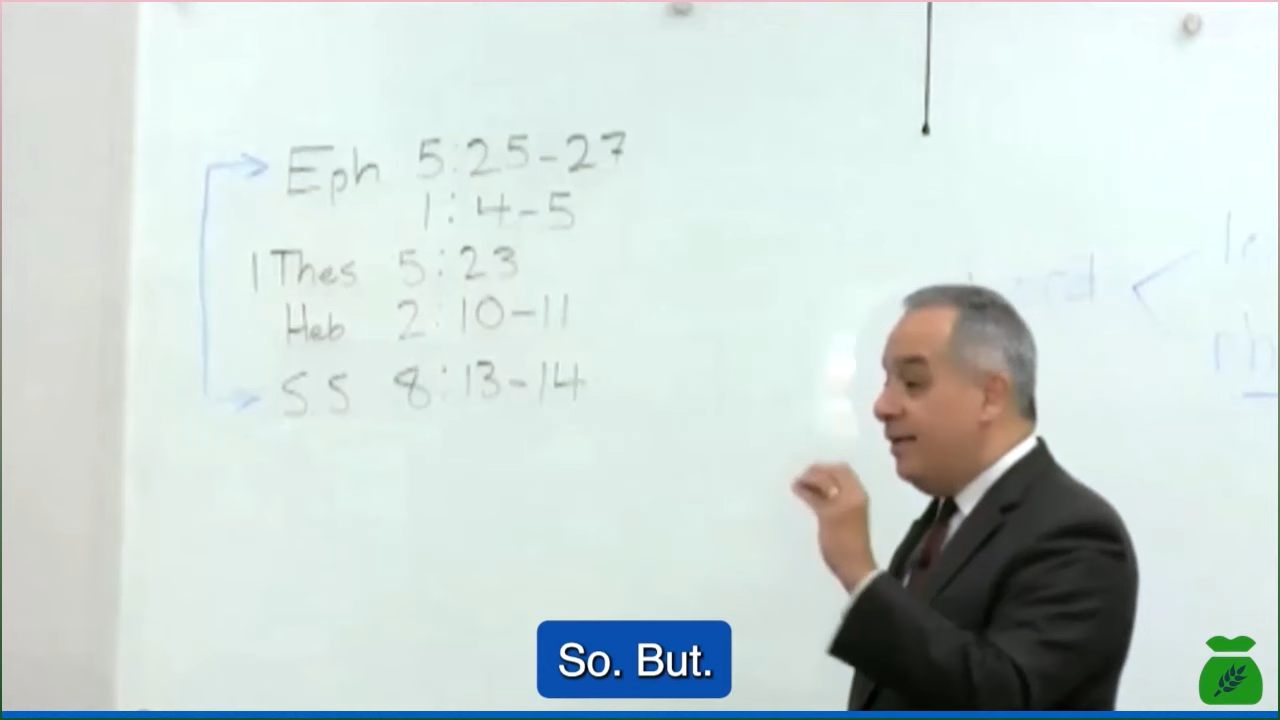 Eph 5:25-27
1:4-5
1 Thes 5:23
Heb 2:10-11
S.S 8:13-14
So. But.